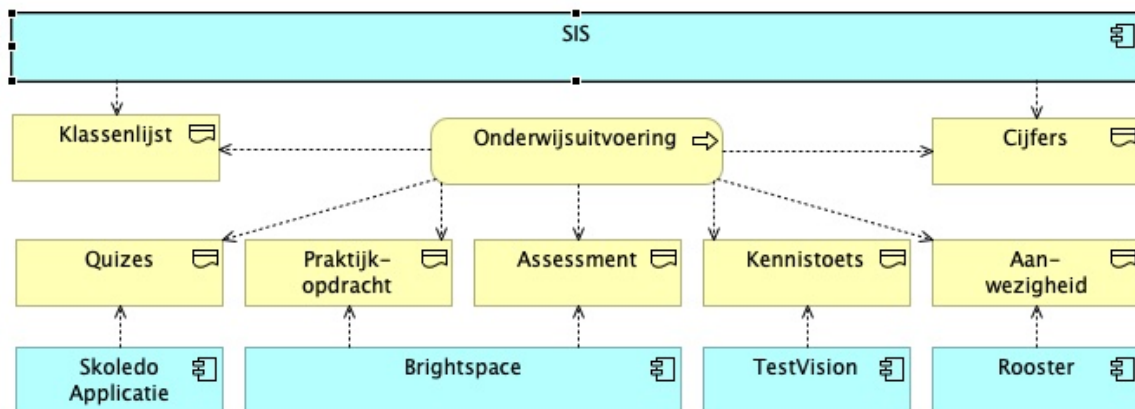 SIS
Klassenlijst
Onderwijsuitvoering
Cijfers
Quizes
Praktijk-
opdracht
Assessment
Kennistoets
Aan-
wezigheid
Skoledo
Applicatie
Brightspace
TestVision
Rooster